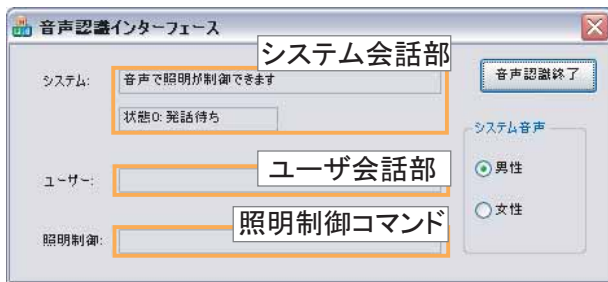 音声認識インターフェース
システム会話部
システム:
音声で照明が制御できます
状態0: 発話待ち
音声認識終了
システム音声
男性
女性
ユーザー:
ユーザ会話部
照明制御コマンド
照明制御: